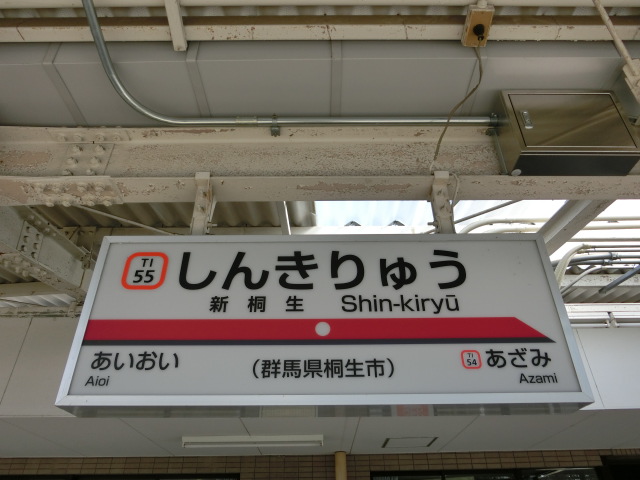 TI
55
しんきりゅう
新桐生 Shin-kiryū
あいおい
Aioi
(群馬県桐生市)
TI
54
あざみ
Azami